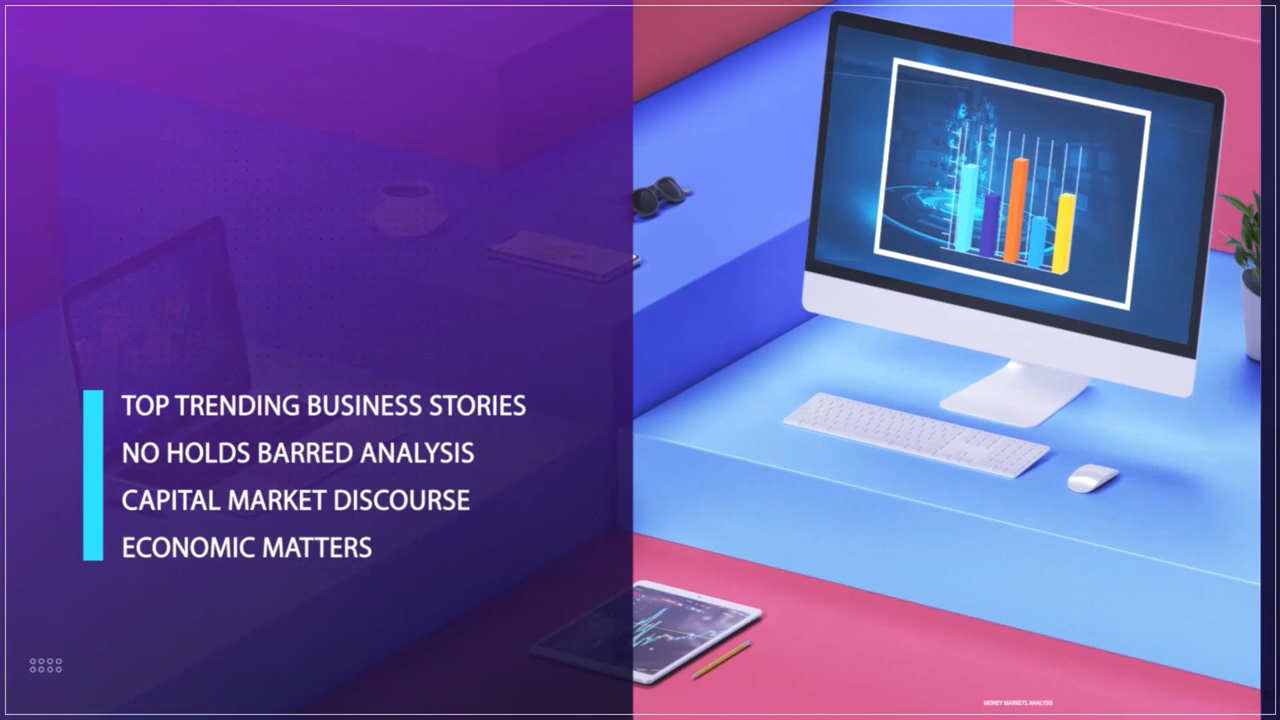 TOP TRENDING BUSINESS STORIES
NO HOLDS BARRED ANALYSIS
CAPITAL MARKET DISCOURSE
ECONOMIC MATTERS
MONEY MARKETS ANALYSIS